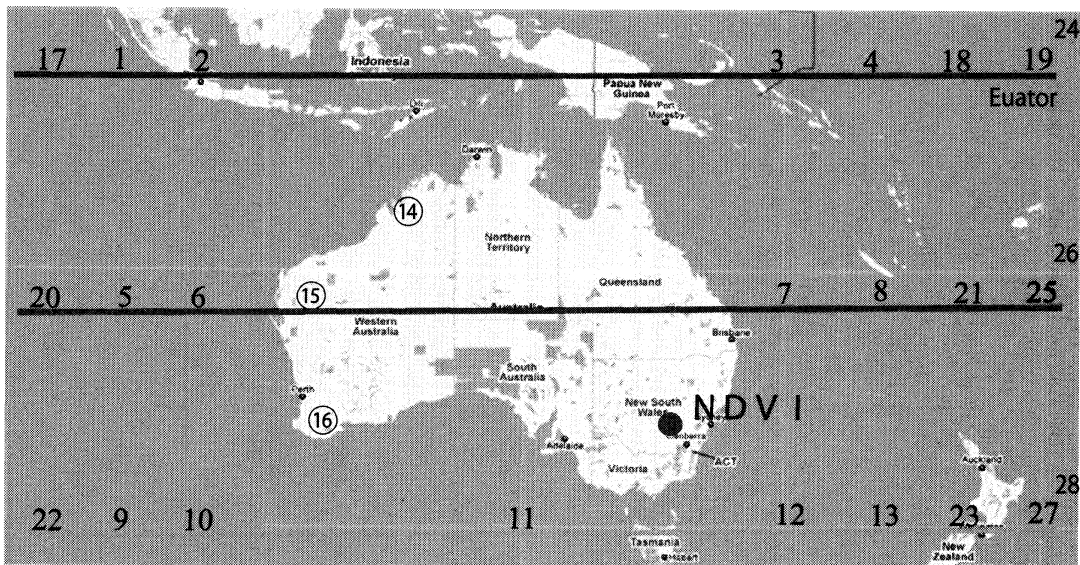 24
17 1 2 3 4 18 19
Indonesia
Papua New
Guinea
Euator
Dili
Port
Moresby
Darwin
14
Northern
Territory
26
Queensland
20 5 6 15 7 8 21 25
Australia
Western
Australia
Brisbane
South
Australia
Perth
New South
Wales
NDVI
Sydney
16
Canberra
Adelaide
ACT
Victoria
Auckland
28
22 9 10 11 12 13 23 27
Tasmania
Hobart
New
Zealand